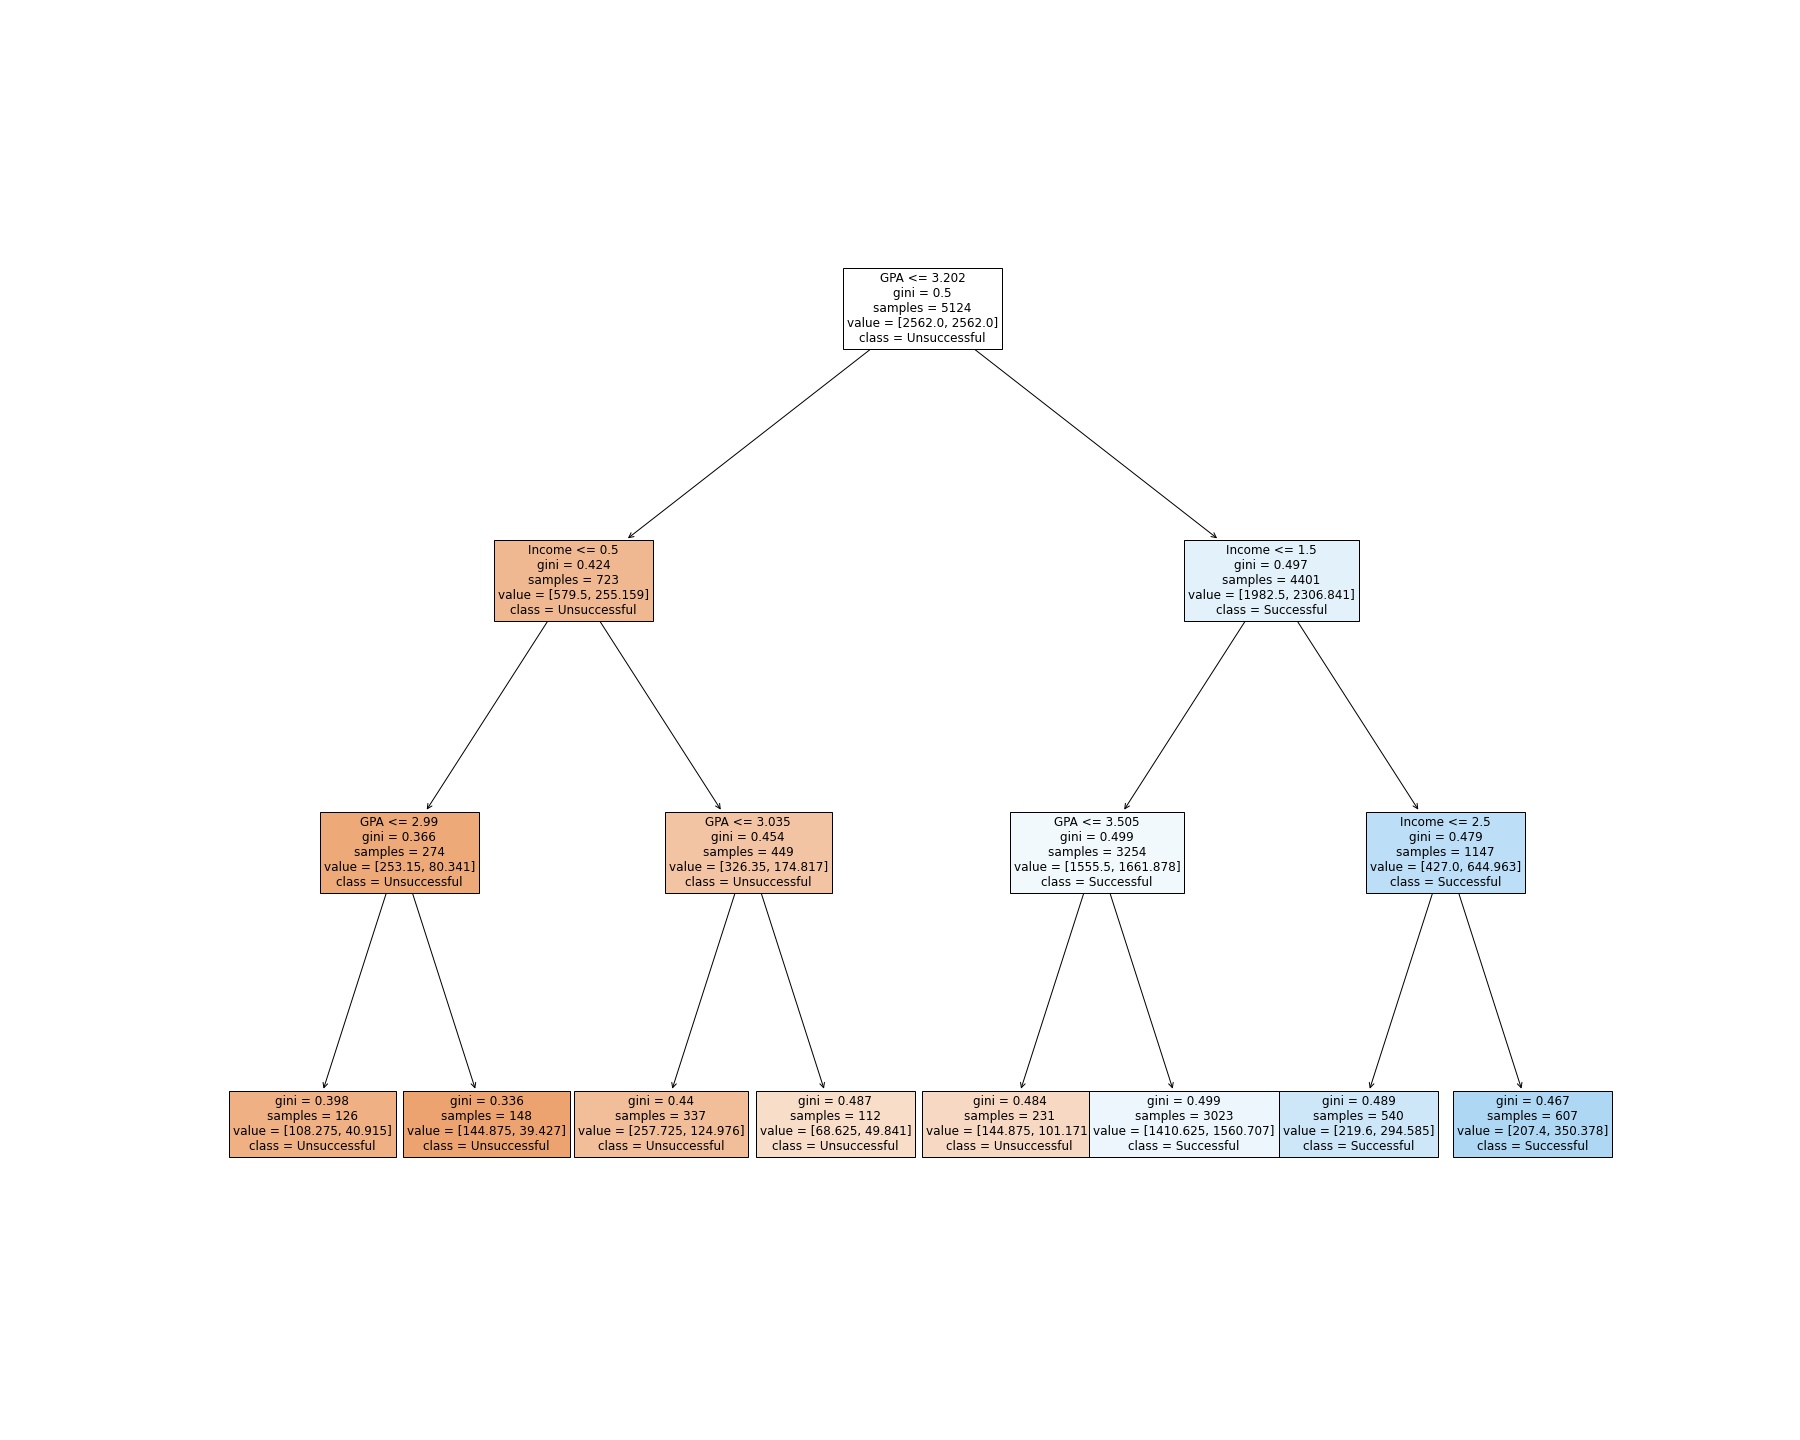 GPA <= 3.202
gini = 0.5
samples = 5124
value = [2562.0, 2562.0]
class = Unsuccessful
Income <= 0.5
gini = 0.424
samples = 723
value = [579.5, 255.159]
class = Unsuccessful
Income <= 1.5
gini = 0.497
samples = 4401
value = [1982.5, 2306.841]
class = Successful
GPA <= 2.99
gini = 0.366
samples = 274
value = [253.15, 80.341]
class = Unsuccessful
GPA <= 3.035
gini = 0.454
samples = 449
value = [326.35, 174.817]
class = Unsuccessful
GPA <= 3.505
gini = 0.499
samples = 3254
value = [1555.5, 1661.878]
class = Successful
Income <= 2.5
gini = 0.479
samples = 1147
value = [427.0, 644.963]
class = Successful
gini = 0.398
samples = 126
value = [108.275, 40.915]
class = Unsuccessful
gini = 0.336
samples = 148
value = [144.875, 39.427]
class = Unsuccessful
gini = 0.44
samples = 337
value = [257.725, 124.976]
class = Unsuccessful
gini = 0.487
samples = 112
value = [68.625, 49.841]
class = Unsuccessful
gini = 0.484
samples = 231
value = [144.875, 101.171
class = Unsuccessful
gini = 0.499
samples = 3023
value = [1410.625, 1560.707]
class = Successful
gini = 0.489
samples = 540
value = [219.6, 294.585]
class = Successful
gini = 0.467
samples = 607
value = [207.4, 350.378]
class = Successful